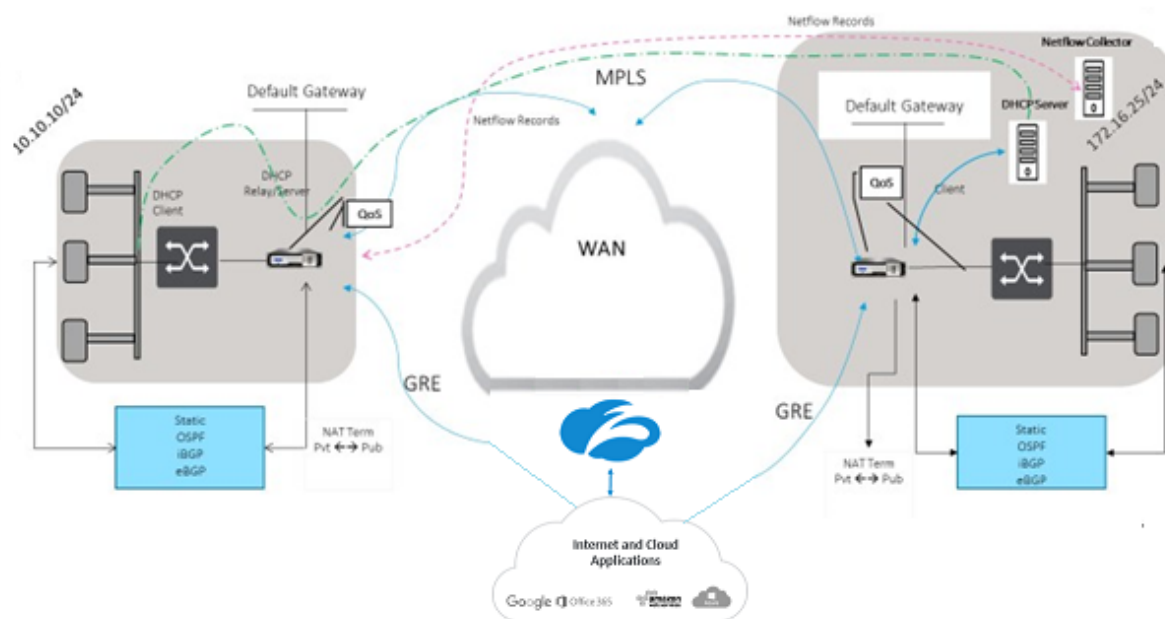 Netflow Records
Netflow Collector
MPLS
10.10.10/24
Default Gateway
Netflow Records
Default Gateway
DHCP Server
172.16.25/24
DHCP
Client
DHCP
Relay/Server
QoS
QoS
Client
WAN
GRE
GRE
Static
OSPF
iBGP
eBGP
NAT Term
Pvt ←→ Pub
NAT Term
Pvt ←→ Pub
Static
OSPF
iBGP
eBGP
Internet and Cloud
Applications
Google
Office 365
amazon